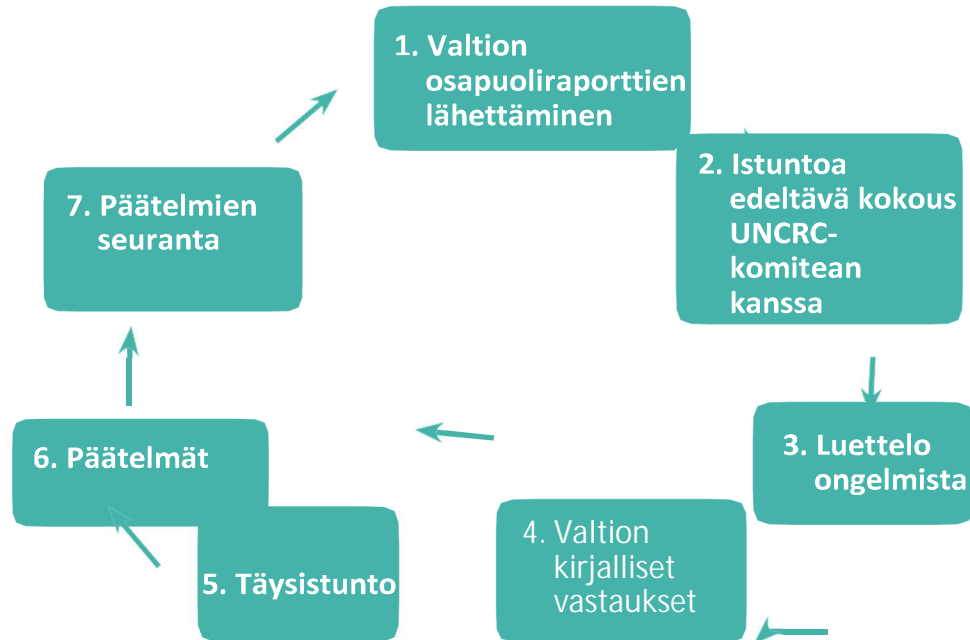 1. Valtion
osapuoliraporttien
lähettäminen
2. Istuntoa
edeltävä kokous
UNCRC-
komitean
kanssa
3. Luettelo
ongelmista
4. Valtion
kirjalliset
vastaukset
5. Täysistunto
6. Päätelmät
7. Päätelmien
seuranta